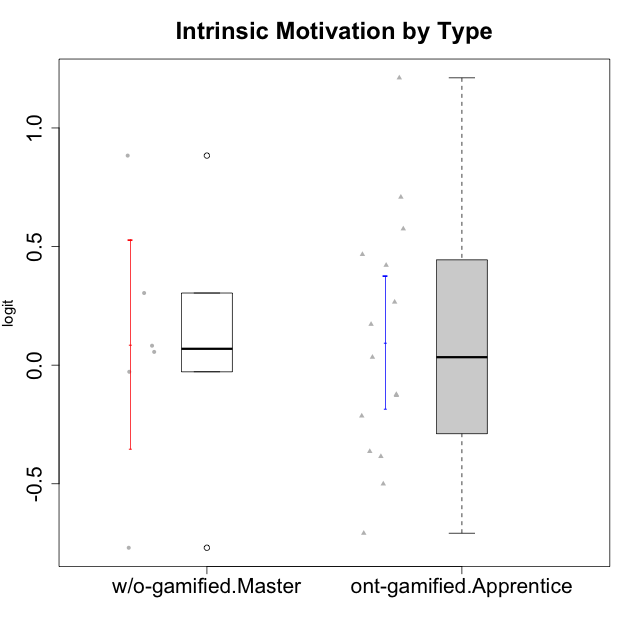 Intrinsic Motivation by Type
logit
1.0
0.5
0.0
-0.5
w/o-gamified.Master
ont-gamified.Apprentice